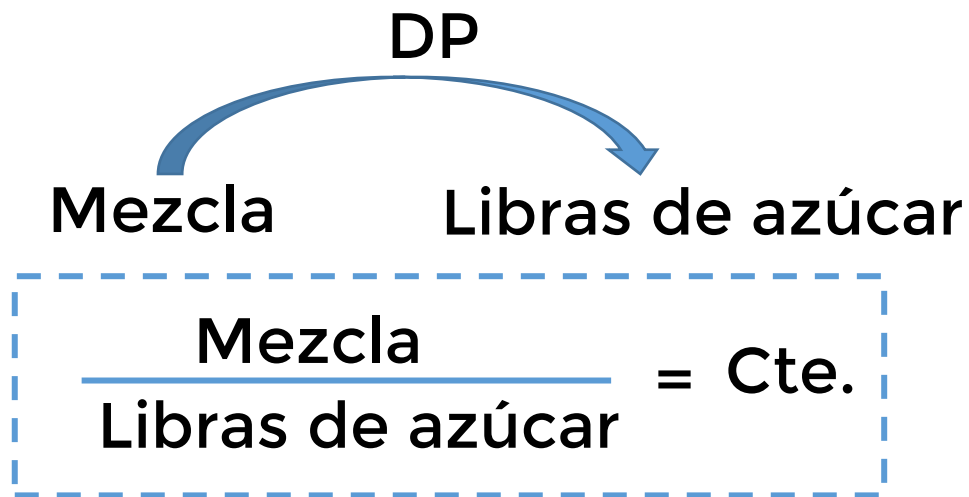 DP
Mezcla Libras de azúcar
Mezcla
= Cte.
Libras de azúcar